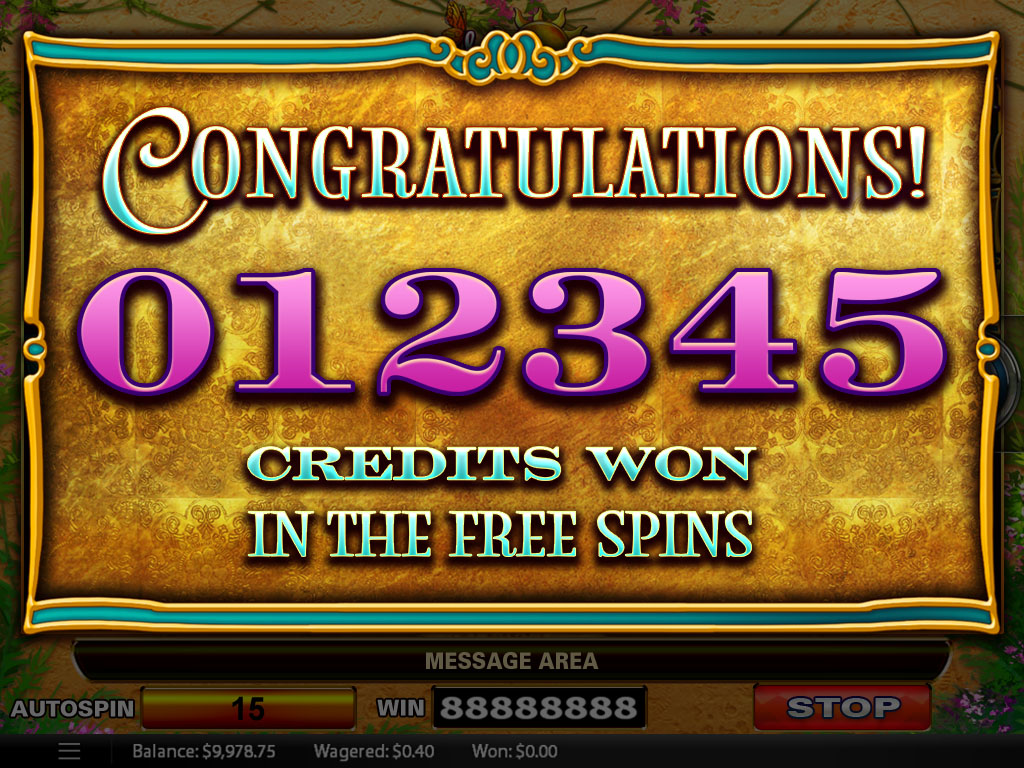 CONGRATULATIONS!
012345
CREDITS WON
IN THE FREE SPINS
MESSAGE AREA
AUTOSPIN 15 WIN 88888888 STOP
Balance: $9,978.75 Wagered: $0.40 Won: $0.00